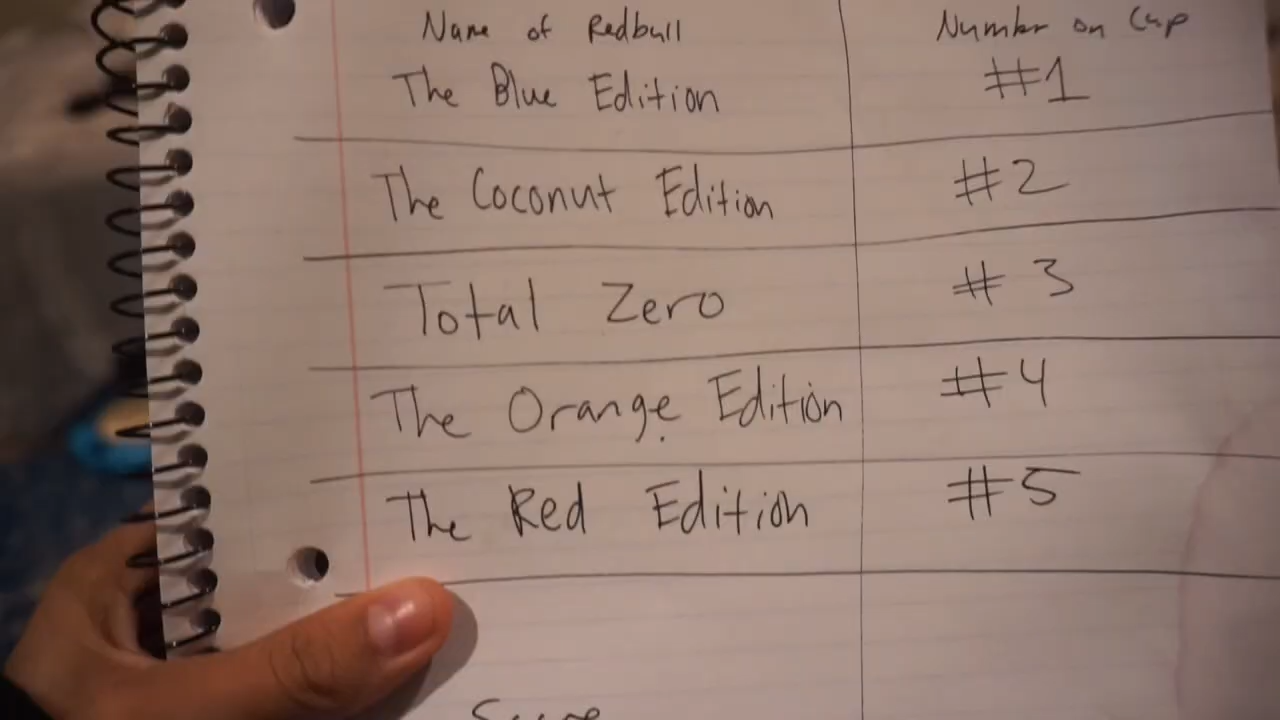 Name of Redbull Number on Cup
The Blue Edition #1
The Coconut Edition #2
Total Zero # 3
The Orange Edition #4
The Red Edition #5